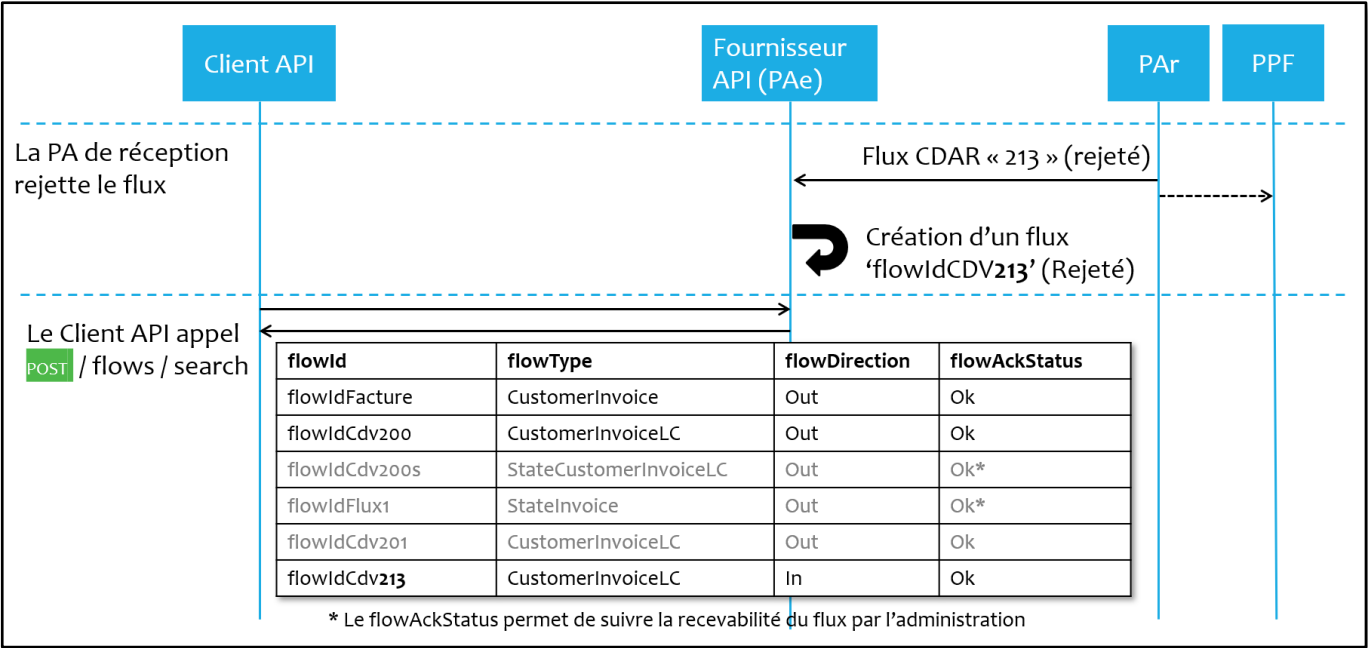 Client API
Fournisseur
API (PAe)
PAr
PPF
La PA de réception
rejette le flux
Flux CDAR « 213 » (rejeté)
Création d’un flux
‘flowIdCDV213’ (Rejeté)
Le Client API appel
POST / flows / search
flowId flowType flowDirection flowAckStatus
flowIdFacture CustomerInvoice Out Ok
flowIdCdv200 CustomerInvoiceLC Out Ok
flowIdCdv200s StateCustomerInvoiceLC Out Ok*
flowIdFlux1 StateInvoice Out Ok*
flowIdCdv201 CustomerInvoiceLC Out Ok
flowIdCdv213 CustomerInvoiceLC In Ok
* Le flowAckStatus permet de suivre la recevabilité du flux par l’administration